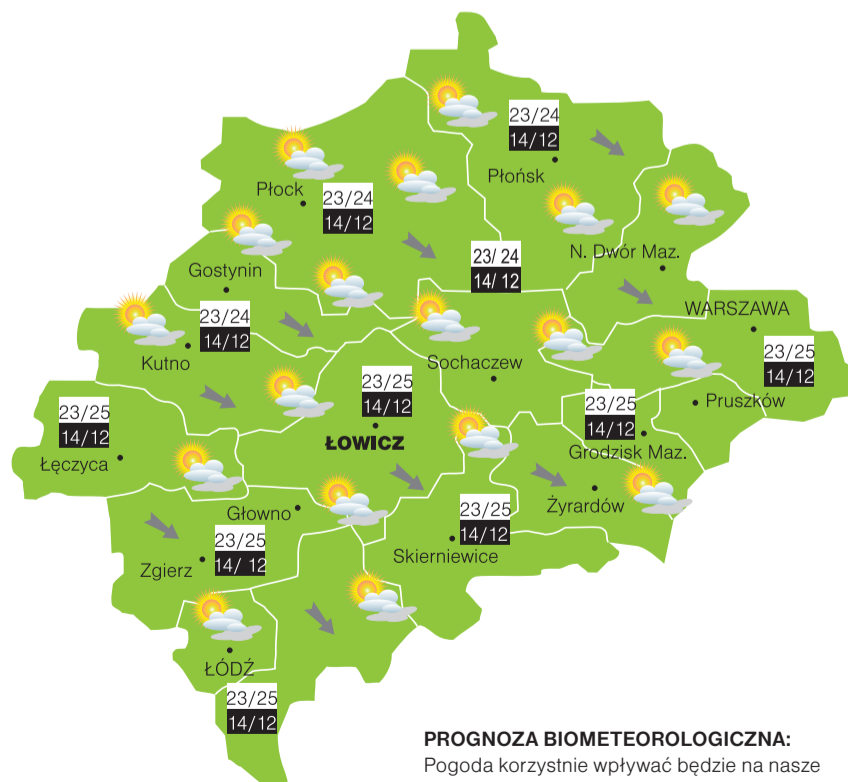 23/24
14/12
Płońsk
Płock
23/24
14/12
N. Dwór Maz.
23/ 24
14/ 12
Gostynin
WARSZAWA
23/24
14/12
Kutno
Sochaczew
23/25
14/12
23/25
14/12
Pruszków
23/25
14/12
23/25
14/12
ŁOWICZ
Grodzisk Maz.
Łęczyca
Żyrardów
Głowno
23/25
14/12
Skierniewice
23/25
14/ 12
Zgierz
ŁÓDŹ
23/25
14/12
PROGNOZA BIOMETEOROLOGICZNA:
Pogoda korzystnie wpływać będzie na nasze